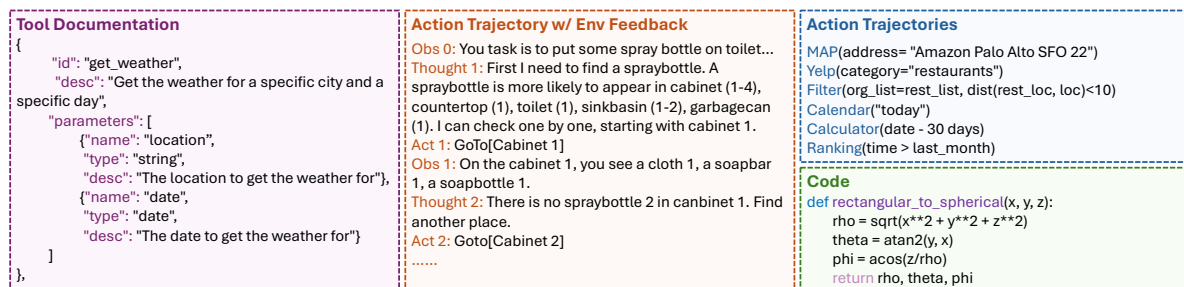 Tool Documentation
{
"id": "get_weather",
"desc": "Get the weather for a specific city and a
specific day",
"parameters": [
{"name": "location”,
"type": "string",
"desc": "The location to get the weather for"},
{"name": "date",
"type": "date",
"desc": "The date to get the weather for"}
]
},
Action Trajectory w/ Env Feedback
Obs 0: You task is to put some spray bottle on toilet...
Thought 1: First I need to find a spraybottle. A
spraybottle is more likely to appear in cabinet (1-4),
countertop (1), toilet (1), sinkbasin (1-2), garbagecan
(1). I can check one by one, starting with cabinet 1.
Act 1: GoTo[Cabinet 1]
Obs 1: On the cabinet 1, you see a cloth 1, a soapbar
1, a soapbottle 1.
Thought 2: There is no spraybottle 2 in canbinet 1. Find
another place.
Act 2: Goto[Cabinet 2]
......
Action Trajectories
MAP(address= "Amazon Palo Alto SFO 22")
Yelp(category="restaurants")
Filter(org_list=rest_list, dist(rest_loc, loc)<10)
Calendar("today")
Calculator(date - 30 days)
Ranking(time > last_month)
Code
def rectangular_to_spherical(x, y, z):
rho = sqrt(x**2 + y**2 + z**2)
theta = atan2(y, x)
phi = acos(z/rho)
return rho, theta, phi